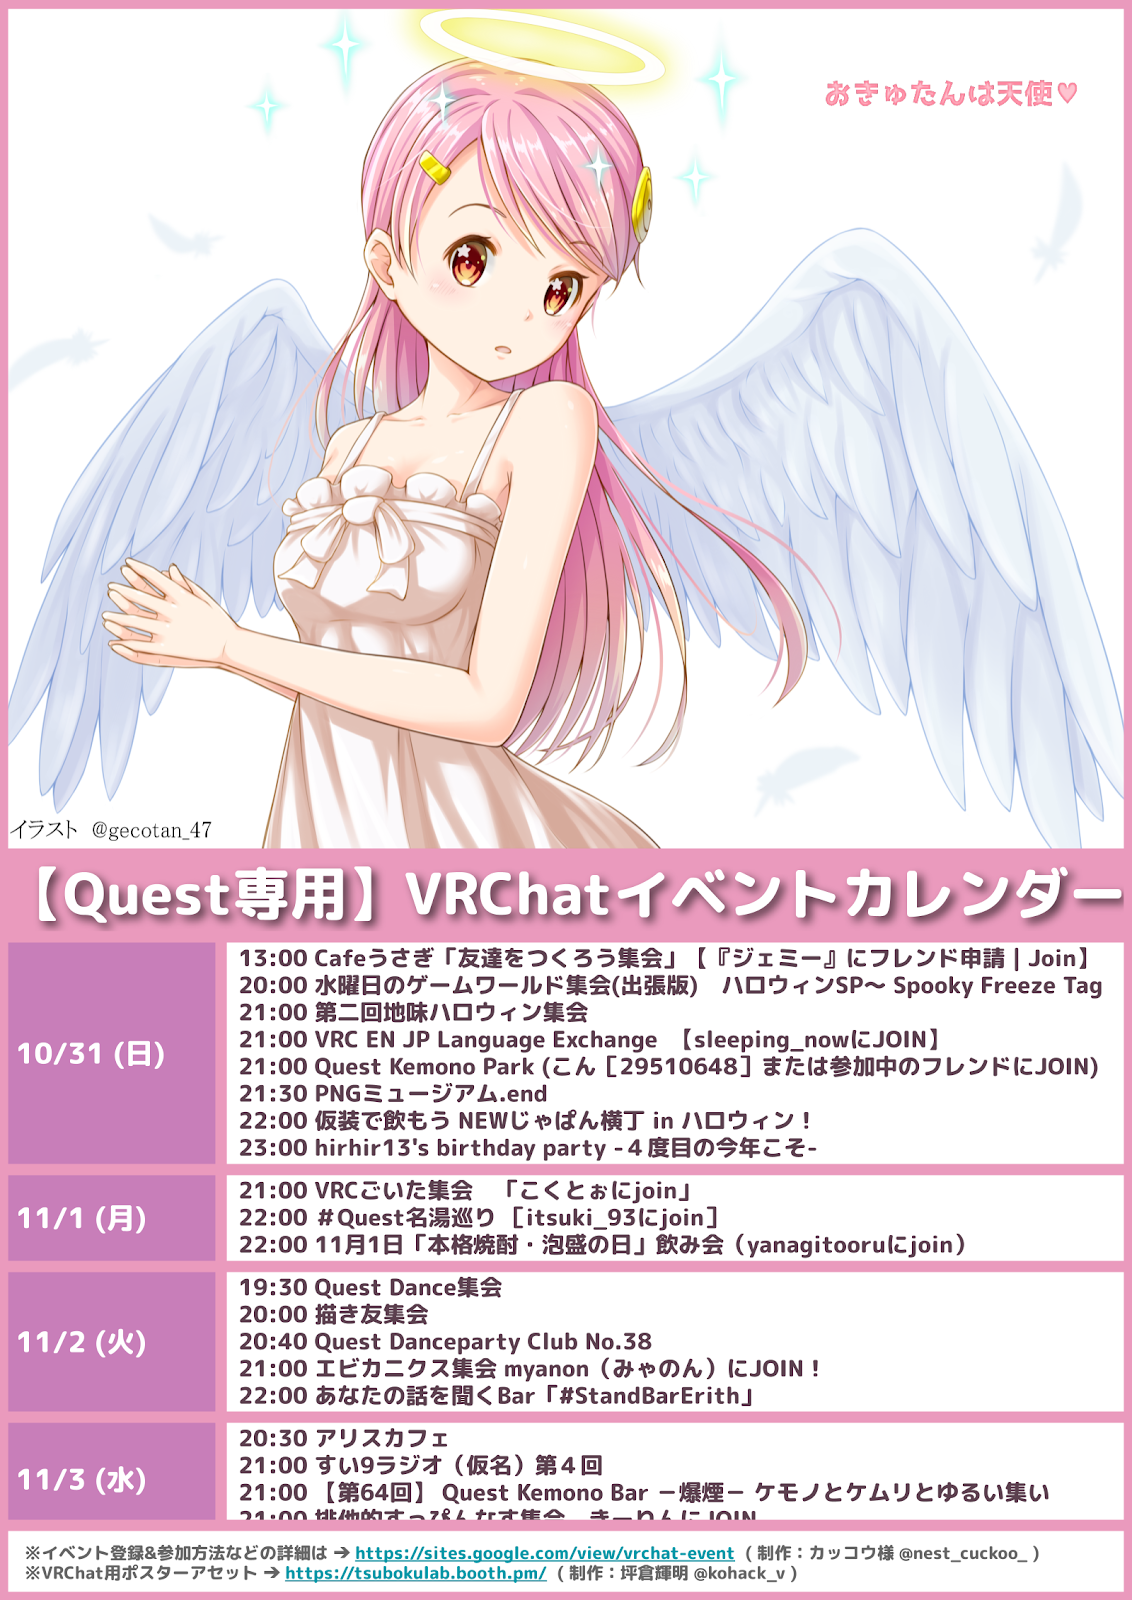 おきゅたんは天使♥
イラスト @gecotan_47
【Quest専用】VRChatイベントカレンダー
10/31 (日)
13:00 Cafeうさぎ「友達をつくろう集会」【『ジェミー』にフレンド申請 | Join】
20:00 水曜日のゲームワールド集会(出張版) ハロウィンSP～ Spooky Freeze Tag
21:00 第二回地味ハロウィン集会
21:00 VRC EN JP Language Exchange 【sleeping_nowにJOIN】
21:00 Quest Kemono Park (こん［29510648］または参加中のフレンドにJOIN)
21:30 PNGミュージアム.end
22:00 仮装で飲もう NEWじゃぱん横丁 in ハロウィン！
23:00 hirhir13's birthday party -４度目の今年こそ-
11/1 (月)
21:00 VRCごいた集会 「こくとぉにjoin」
22:00 ＃Quest名湯巡り ［itsuki_93にjoin］
22:00 11月1日「本格焼酎・泡盛の日」飲み会（yanagitooruにjoin）
11/2 (火)
19:30 Quest Dance集会
20:00 描き友集会
20:40 Quest Danceparty Club No.38
21:00 エビカニクス集会 myanon（みゃのん）にJOIN！
22:00 あなたの話を聞くBar「#StandBarErith」
11/3 (水)
20:30 アリスカフェ
21:00 すい9ラジオ（仮名）第４回
21:00 【第64回】 Quest Kemono Bar －爆煙－ ケモノとケムリとゆるい集い
21:00 排他的すっぴんなす集会 きーりんにJOIN
※イベント登録&参加方法などの詳細は ➔ https://sites.google.com/view/vrchat-event ( 制作：カッコウ様 @nest_cuckoo_ )
※VRChat用ポスターアセット ➔ https://tsubokulab.booth.pm/ ( 制作：坪倉輝明 @kohack_v )